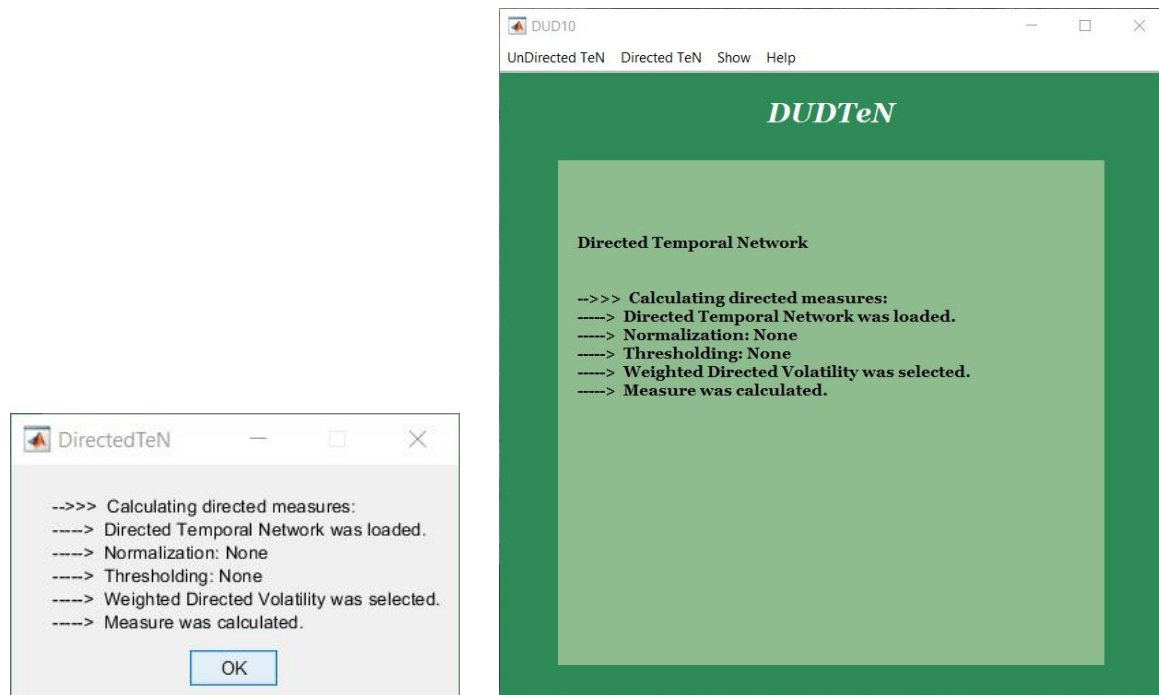 DUD10
UnDirected TeN Directed TeN Show Help
DUDTeN
Directed Temporal Network
-->>> Calculating directed measures:
-----> Directed Temporal Network was loaded.
-----> Normalization: None
-----> Thresholding: None
-----> Weighted Directed Volatility was selected.
-----> Measure was calculated.
DirectedTeN
-->>> Calculating directed measures:
-----> Directed Temporal Network was loaded.
-----> Normalization: None
-----> Thresholding: None
-----> Weighted Directed Volatility was selected.
-----> Measure was calculated.
OK